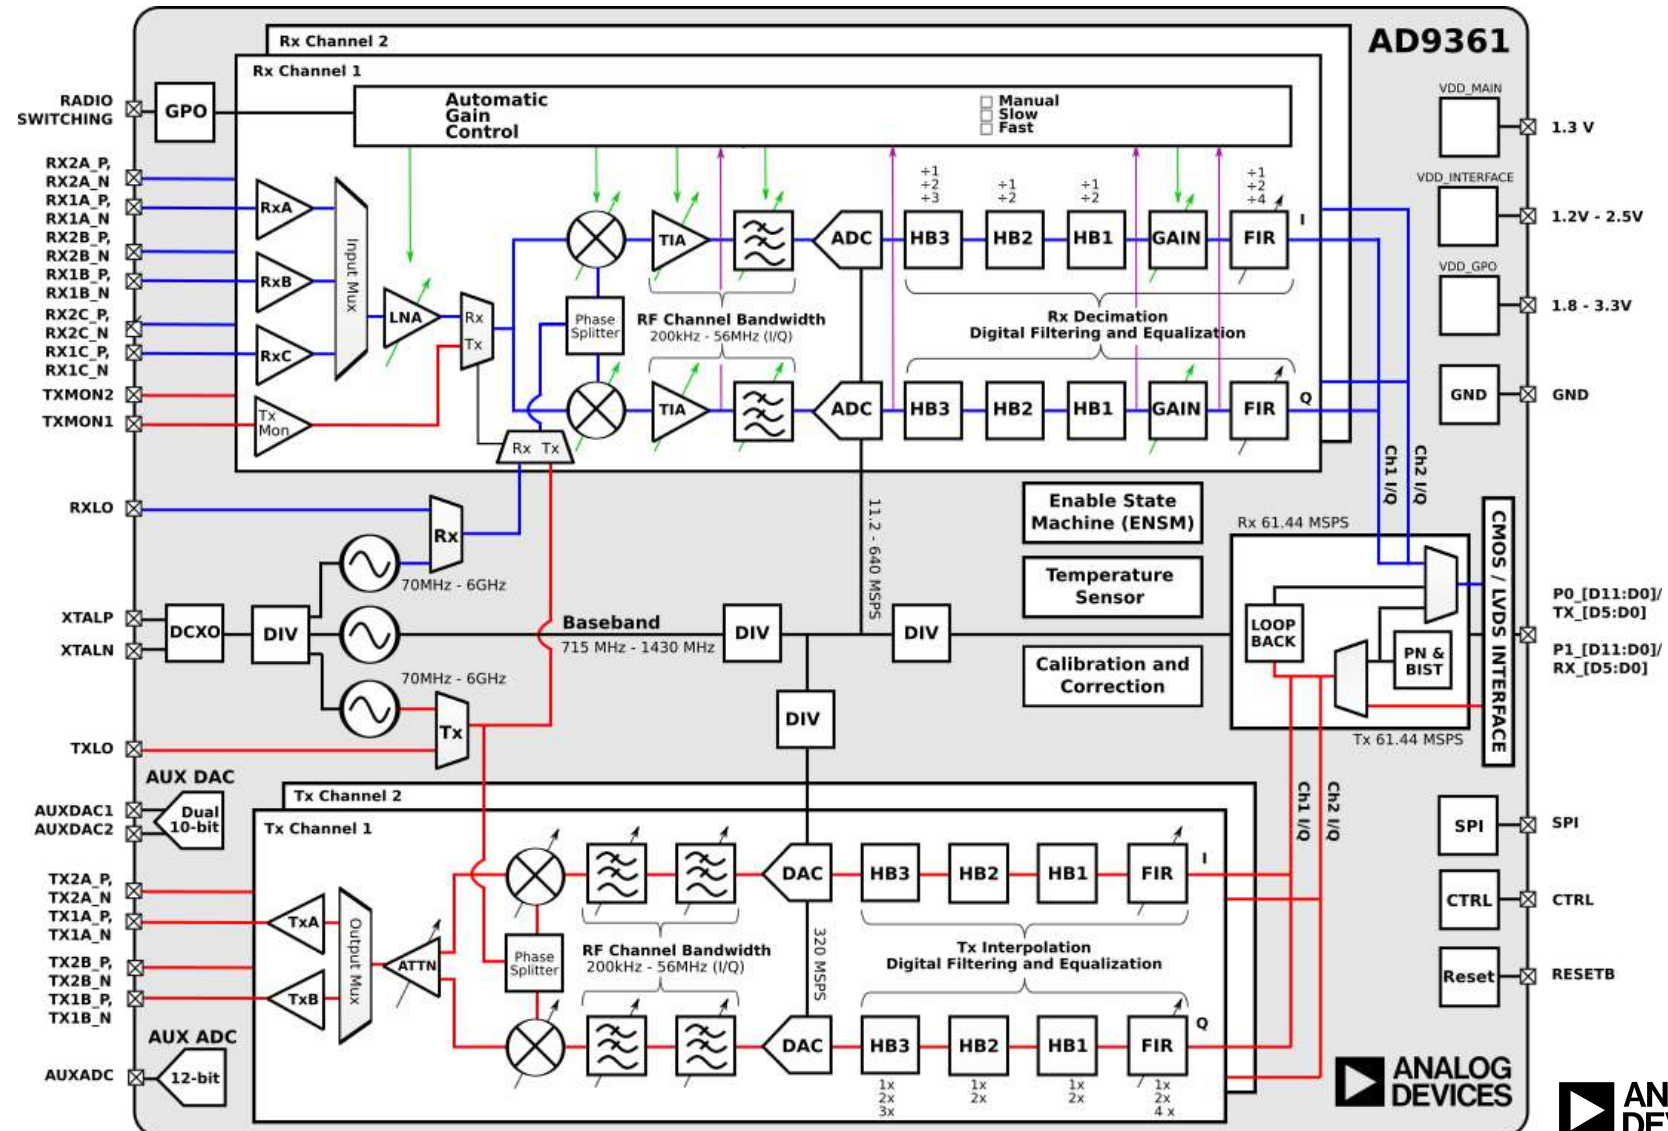 AD9361
Rx Channel 2
Rx Channel 1
RADIO
SWITCHING
GPO
Automatic
Gain
Control
Manual
Slow
Fast
VDD_MAIN
1.3 V
VDD_INTERFACE
1.2V - 2.5V
VDD_GPO
1.8 - 3.3V
GND
GND
RX2A_P,
RX2A_N
RX1A_P,
RX1A_N
RX2B_P,
RX2B_N
RX1B_P,
RX1B_N
RX2C_P,
RX2C_N
RX1C_P,
RX1C_N
TXMON2
TXMON1
RxA
RxB
RxC
Tx
Mon
Input Mux
LNA
Rx
Tx
Phase
Splitter
TIA
ADC
÷1
÷2
÷3
HB3
÷1
÷2
HB2
÷1
÷2
HB1
GAIN
÷1
÷2
÷4
FIR
I
RF Channel Bandwidth
200kHz - 56MHz (I/Q)
Rx Decimation
Digital Filtering and Equalization
TIA
ADC
HB3
HB2
HB1
GAIN
FIR
Q
Rx Tx
Ch1 I/Q
Ch2 I/Q
RXLO
Rx
70MHz - 6GHz
11.2 - 640 MSPS
Enable State
Machine (ENSM)
Temperature
Sensor
Calibration and
Correction
XTALP
XTALN
DCXO
DIV
Baseband
715 MHz - 1430 MHz
DIV
DIV
DIV
70MHz - 6GHz
Tx
TXLO
Rx 61.44 MSPS
LOOP
BACK
PN &
BIST
Tx 61.44 MSPS
CMOS / LVDS INTERFACE
P0_[D11:D0]/
TX_[D5:D0]
P1_[D11:D0]/
RX_[D5:D0]
AUX DAC
AUXDAC1
AUXDAC2
Dual
10-bit
Tx Channel 2
Tx Channel 1
TX2A_P,
TX2A_N
TX1A_P,
TX1A_N
TX2B_P,
TX2B_N
TX1B_P,
TX1B_N
TxA
TxB
Output Mux
ATTN
Phase
Splitter
RF Channel Bandwidth
200kHz - 56MHz (I/Q)
DAC
320 MSPS
HB3
HB2
HB1
FIR
I
Tx Interpolation
Digital Filtering and Equalization
DAC
HB3
HB2
HB1
FIR
Q
1x
2x
3x
1x
2x
1x
2x
1x
2x
4 x
Ch1 I/Q
Ch2 I/Q
SPI
SPI
CTRL
CTRL
Reset
RESETB
AUX ADC
AUXADC
12-bit
ANALOG
DEVICES